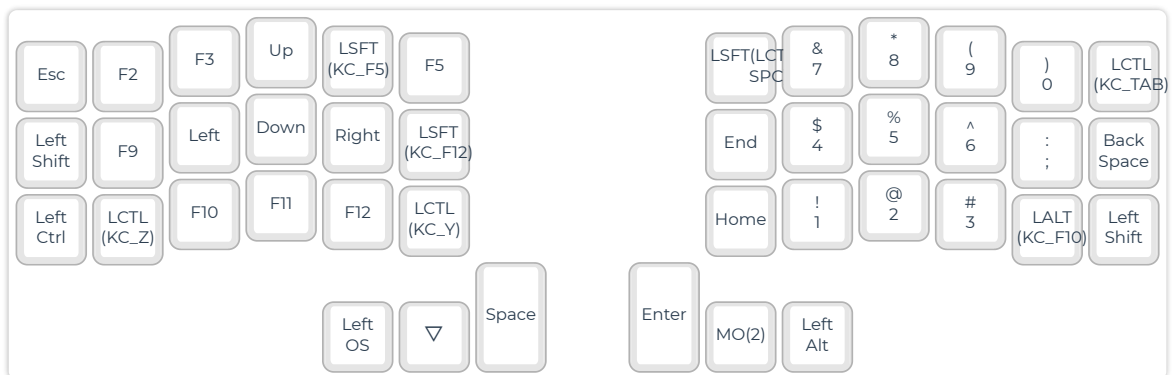 Esc
F2
F3
Up
LSFT
(KC_F5)
F5
LSFT(LCT
SPC
&
7
*
8
(
9
)
0
LCTL
(KC_TAB)
Left
Shift
F9
Left
Down
Right
LSFT
(KC_F12)
End
$
4
%
5
^
6
:
;
Back
Space
Left
Ctrl
LCTL
(KC_Z)
F10
F11
F12
LCTL
(KC_Y)
Home
!
1
@
2
#
3
LALT
(KC_F10)
Left
Shift
Left
OS
▽
Space
Enter
MO(2)
Left
Alt